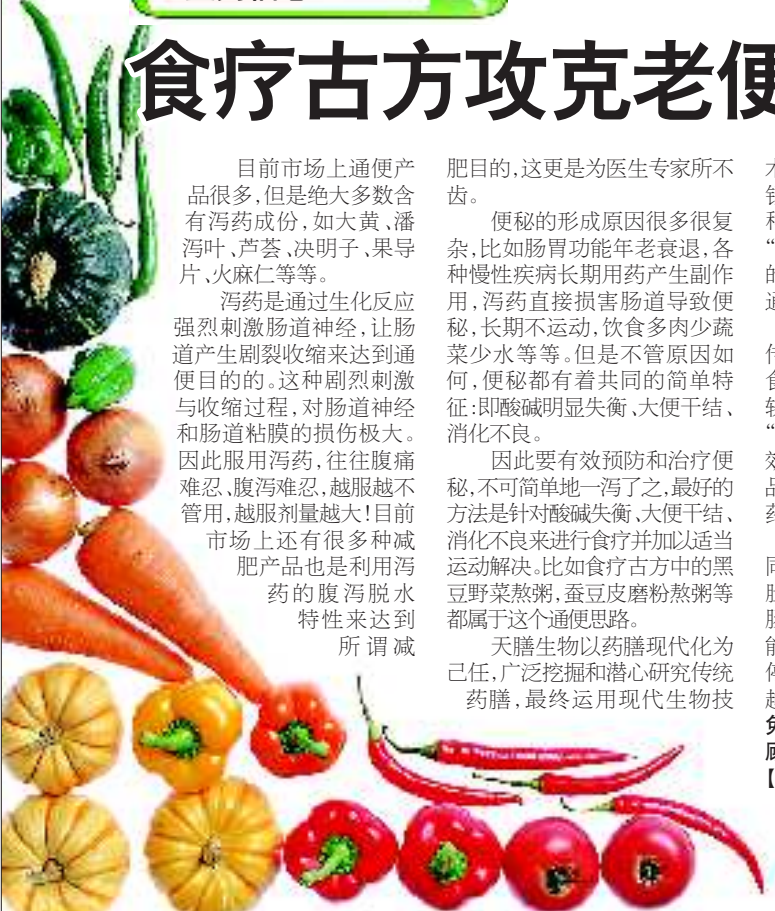 食疗古方攻克老便
目前市场上通便产
品很多,但是绝大多数含
有泻药成份,如大黄、潘
泻叶、芦荟、决明子、果导
片、火麻仁等等。
泻药是通过生化反应
强烈刺激肠道神经,让肠
道产生剧裂收缩来达到通
便目的的。这种剧烈刺激
与收缩过程,对肠道神经
和肠道粘膜的损伤极大。
因此服用泻药,往往腹痛
难忍、腹泻难忍,越服越不
管用,越服剂量越大!目前
市场上还有很多种减
肥产品也是利用泻
药的腹泻脱水
特性来达到
所谓减
肥目的,这更是为医生专家所不
齿。
便秘的形成原因很多很复
杂,比如肠胃功能年老衰退,各
种慢性疾病长期用药产生副作
用,泻药直接损害肠道导致便
秘,长期不运动,饮食多肉少蔬
菜少水等等。但是不管原因如
何,便秘都有着共同的简单特
征:即酸碱明显失衡、大便干结、
消化不良。
因此要有效预防和治疗便
秘,不可简单地一泻了之,最好的
方法是针对酸碱失衡、大便干结、
消化不良来进行食疗并加以适当
运动解决。比如食疗古方中的黑
豆野菜熬粥,蚕豆皮磨粉熬粥等
都属于这个通便思路。
天膳生物以药膳现代化为
己任,广泛挖掘和潜心研究传统
药膳,最终运用现代生物技